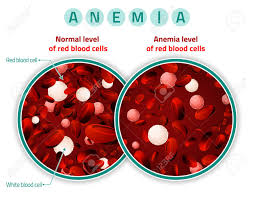 ANEMIA
Normal level
of red blood cells
Anemia level
of red blood cells
Red blood cell
White blood cell